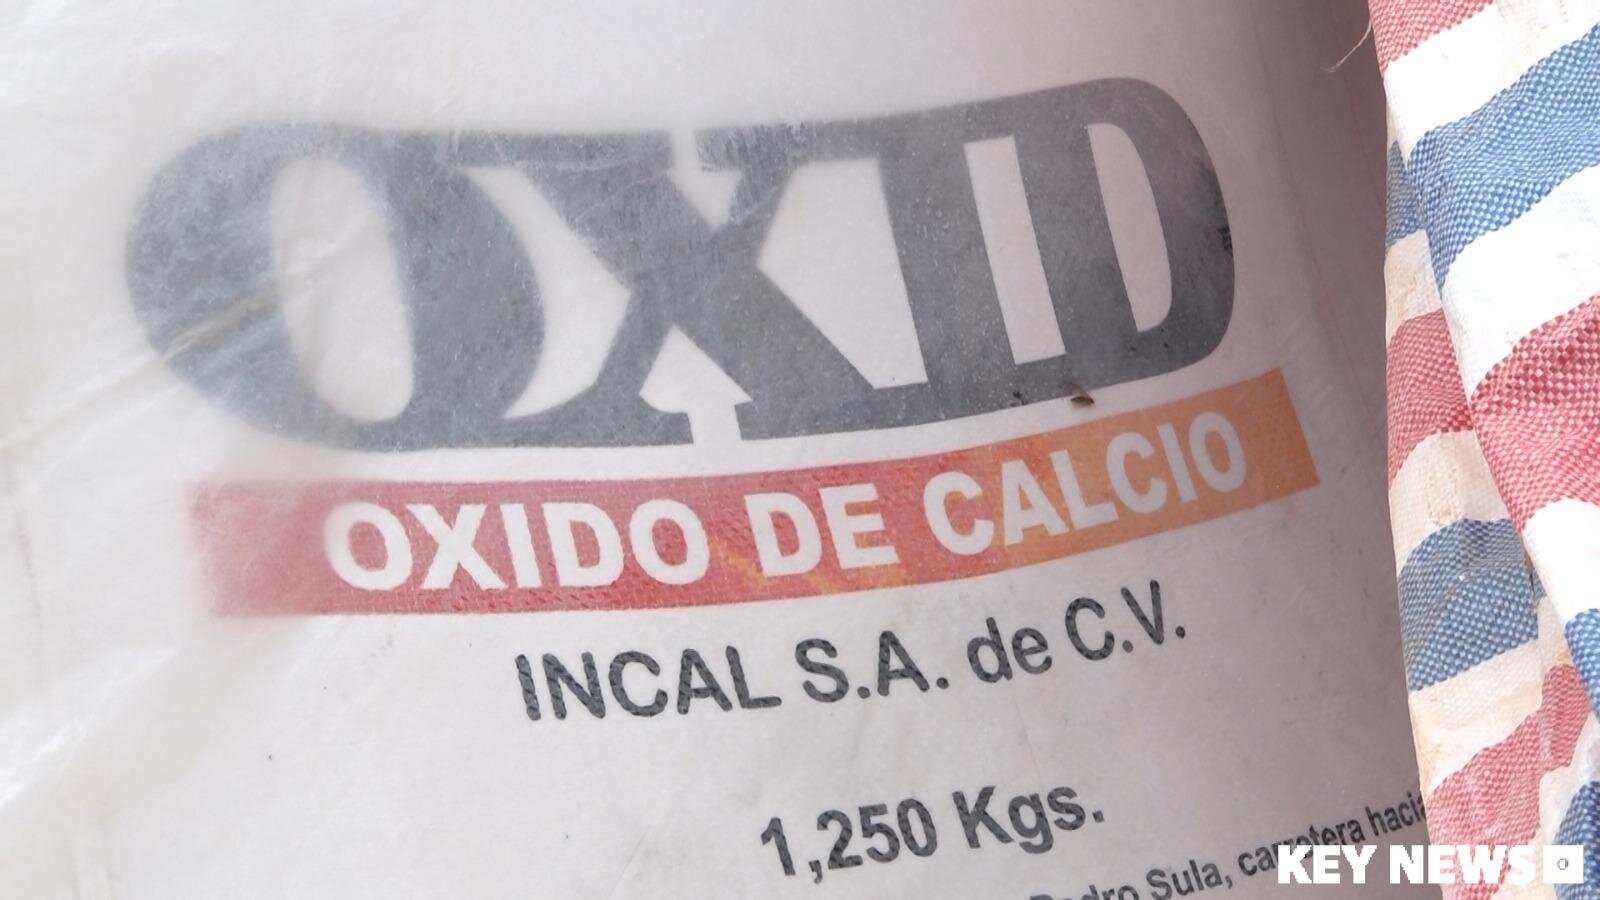 OXID
OXIDO DE CALCIO
INCAL S.A. de C.V.
1,250 Kgs.
Pedro Sula, carretera hacia
KEY NEWS